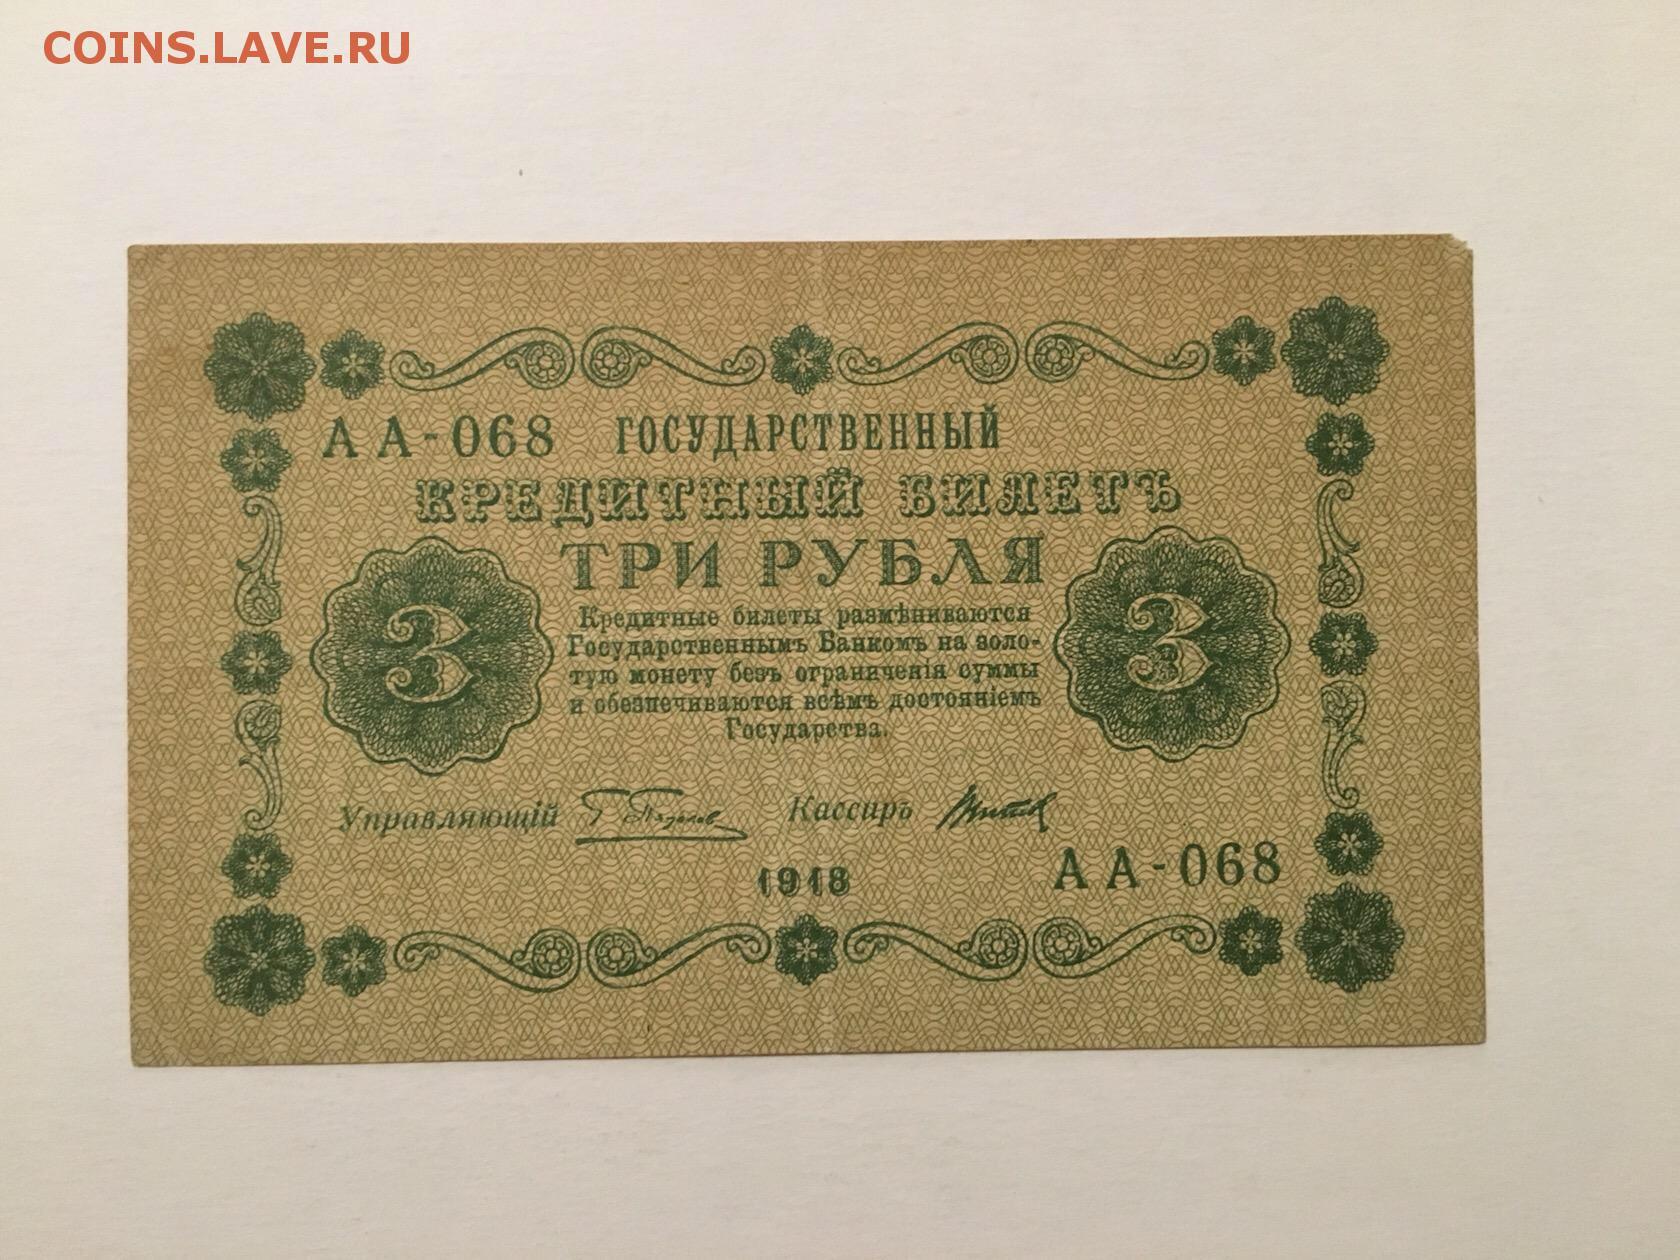 COINS.LAVE.RU
АА-068 ГОСУДАРСТВЕННЫЙ
КРЕДИТНЫЙ БИЛЕТЪ
ТРИ РУБЛЯ
3 3
Кредитные билеты размѣниваются
Государственнымъ Банкомъ на золо-
тую монету безъ ограниченія суммы
и обезпечиваются всѣмъ достояніемъ
Государства.
Управляющій Кассиръ
1918 АА-068